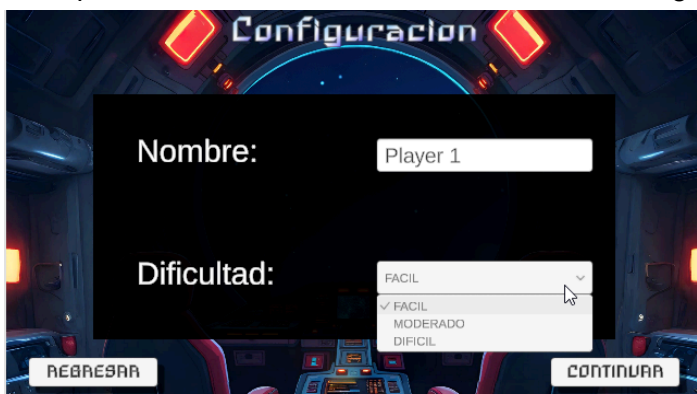 Configuracion
Nombre:
Player 1
Dificultad:
FACIL
FACIL
MODERADO
DIFICIL
REGRESAR
CONTINUAR